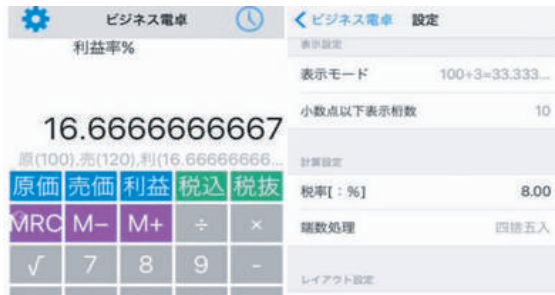 ビジネス電卓
利益率%
16.6666666667
原(100),売(120),利(16.66666666...
原価 売価 利益 税込 税抜
MRC M− M+ ÷ ×
√ 7 8 9 -
ビジネス電卓 設定
表示設定
表示モード 100÷3=33.333...
小数点以下表示桁数 10
計算設定
税率[：%] 8.00
端数処理 四捨五入
レイアウト設定